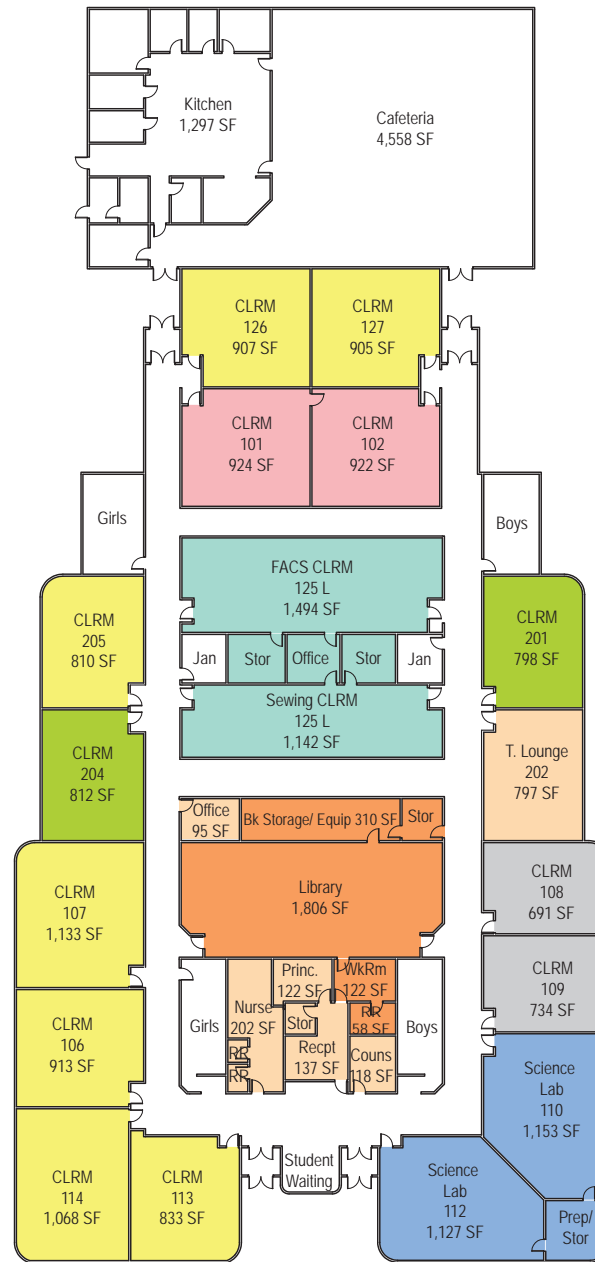 Kitchen
1,297 SF
Cafeteria
4,558 SF
CLRM
126
907 SF
CLRM
127
905 SF
CLRM
101
924 SF
CLRM
102
922 SF
Girls
Boys
FACS CLRM
125 L
1,494 SF
CLRM
205
810 SF
CLRM
201
798 SF
Jan
Stor
Office
Stor
Jan
Sewing CLRM
125 L
1,142 SF
CLRM
204
812 SF
T. Lounge
202
797 SF
Office
95 SF
Bk Storage/ Equip 310 SF
Stor
CLRM
107
1,133 SF
Library
1,806 SF
CLRM
108
691 SF
CLRM
109
734 SF
Princ.
122 SF
WkRm
122 SF
Girls
Nurse
202 SF
Stor
RR
58 SF
Boys
Recpt
137 SF
Couns
118 SF
RR
RR
CLRM
106
913 SF
Science
Lab
110
1,153 SF
CLRM
114
1,068 SF
CLRM
113
833 SF
Student
Waiting
Science
Lab
112
1,127 SF
Prep/
Stor